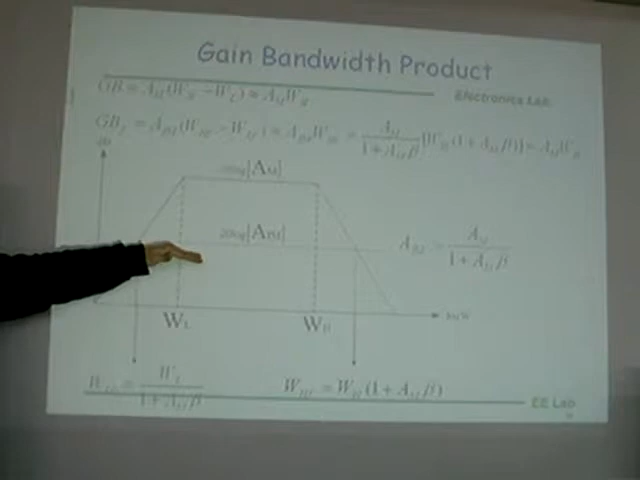 Gain Bandwidth Product
Electronics Lab.
GB = A_M(W_H − W_L) ≈ A_M W_H
GB_f = A_Mf(W_Hf − W_Lf) ≈ A_Mf W_Hf = A_M / (1 + A_M β) [W_H(1 + A_M β)] = A_M W_H
20log[A_M]
20log[A_FM]
A_Mf = A_M / (1 + A_M β)
W_L
W_H
W_Lf = W_L / (1 + A_M β)
W_Hf = W_H(1 + A_M β)
EE Lab